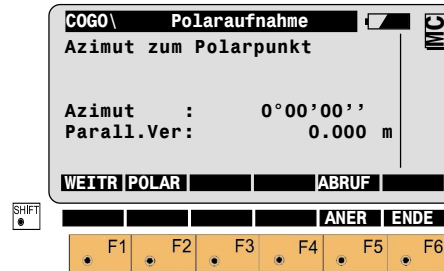 COGO\ Polaraufnahme MC
Azimut zum Polarpunkt
Azimut : 0°00'00''
Parall.Ver: 0.000 m
WEITR POLAR ABRUF
SHIFT ANER ENDE
F1 F2 F3 F4 F5 F6